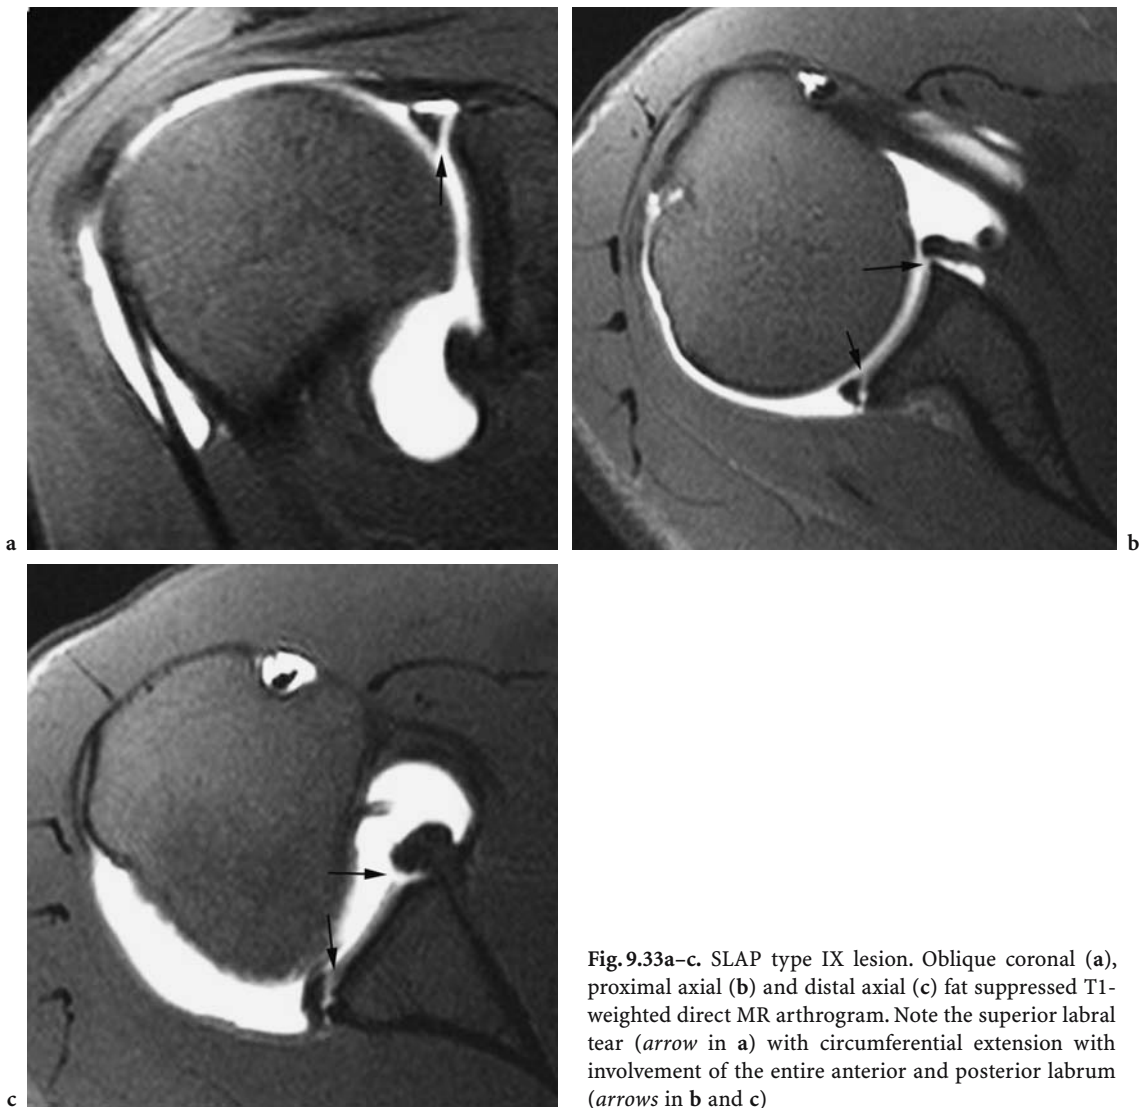 a
b
c
Fig. 9.33a–c. SLAP type IX lesion. Oblique coronal (a),
proximal axial (b) and distal axial (c) fat suppressed T1-
weighted direct MR arthrogram. Note the superior labral
tear (arrow in a) with circumferential extension with
involvement of the entire anterior and posterior labrum
(arrows in b and c)